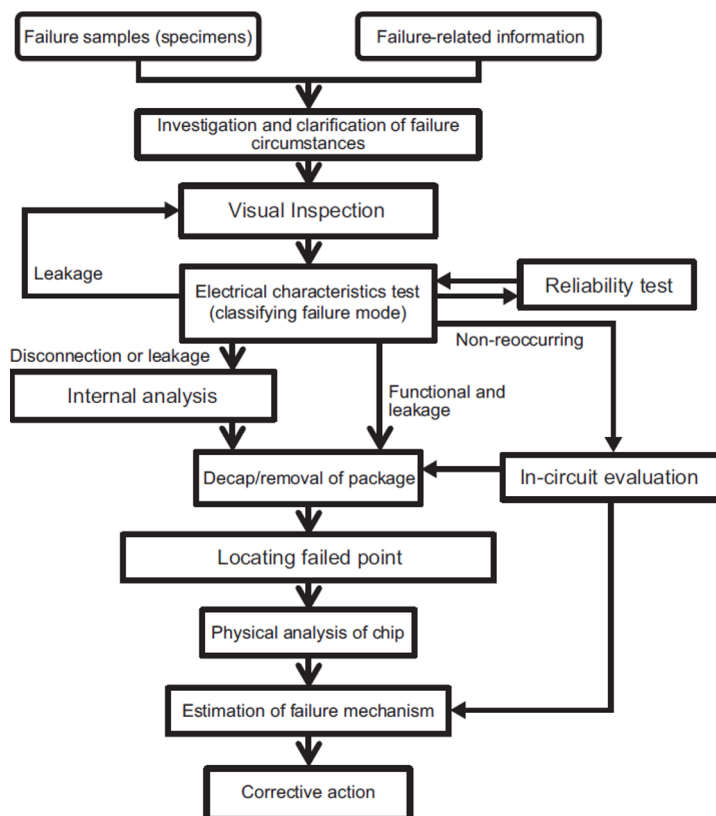 Failure samples (specimens)
Failure-related information
Investigation and clarification of failure
circumstances
Visual Inspection
Leakage
Electrical characteristics test
(classifying failure mode)
Reliability test
Non-reoccurring
Disconnection or leakage
Internal analysis
Functional and
leakage
Decap/removal of package
In-circuit evaluation
Locating failed point
Physical analysis of chip
Estimation of failure mechanism
Corrective action